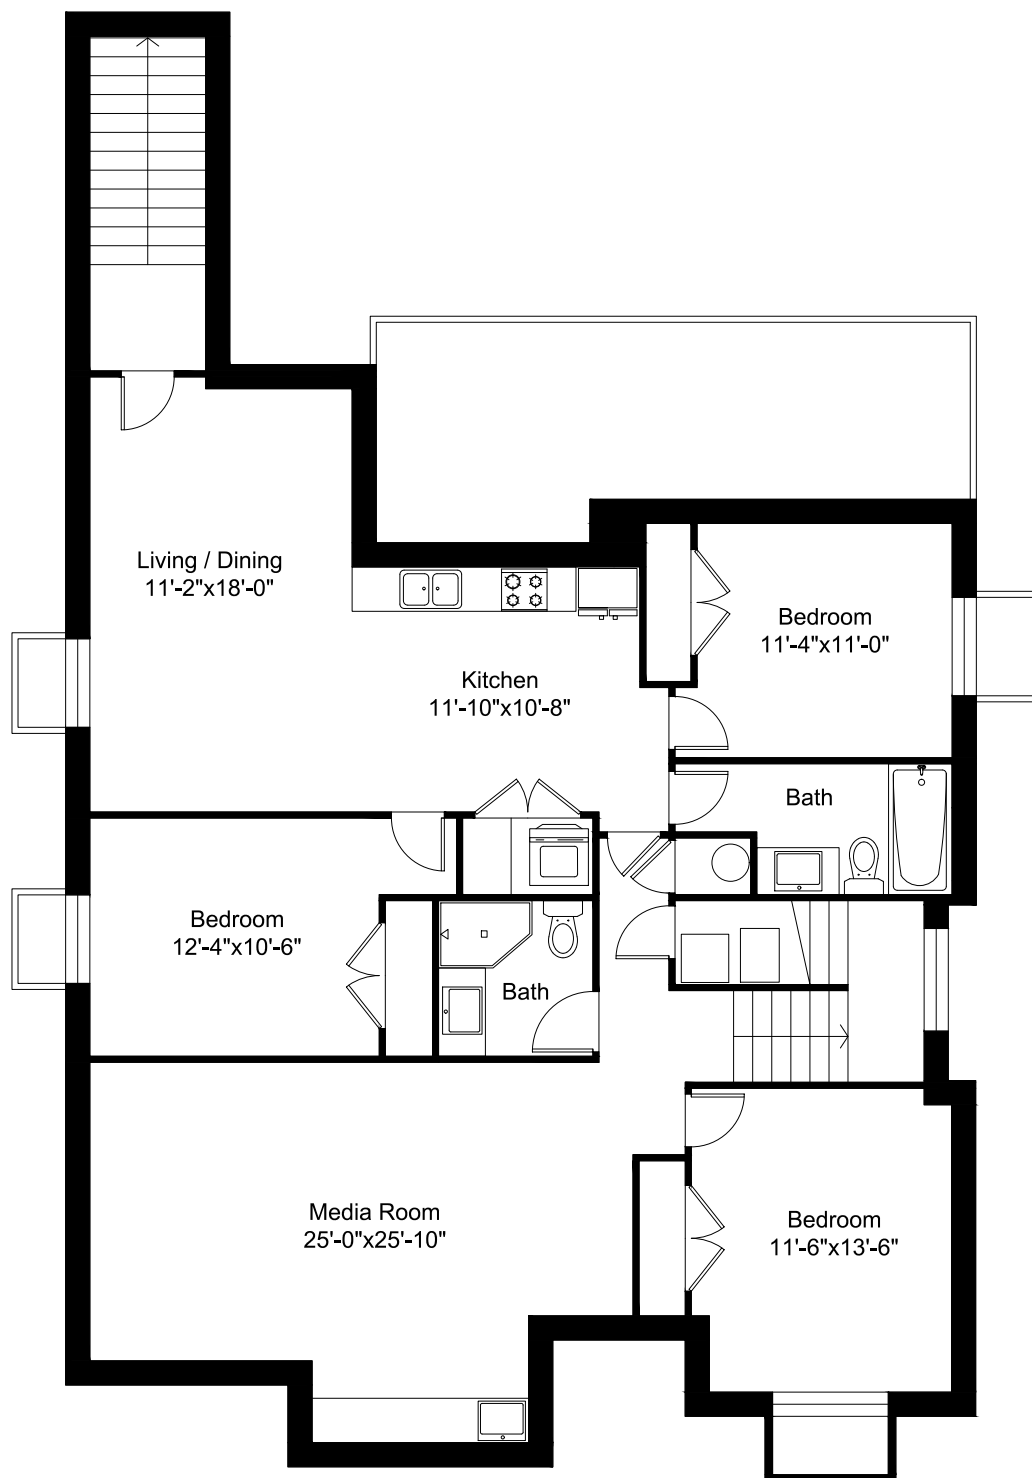 Living / Dining
11'-2"x18'-0"
Bedroom
11'-4"x11'-0"
Kitchen
11'-10"x10'-8"
Bath
Bedroom
12'-4"x10'-6"
Bath
Media Room
25'-0"x25'-10"
Bedroom
11'-6"x13'-6"